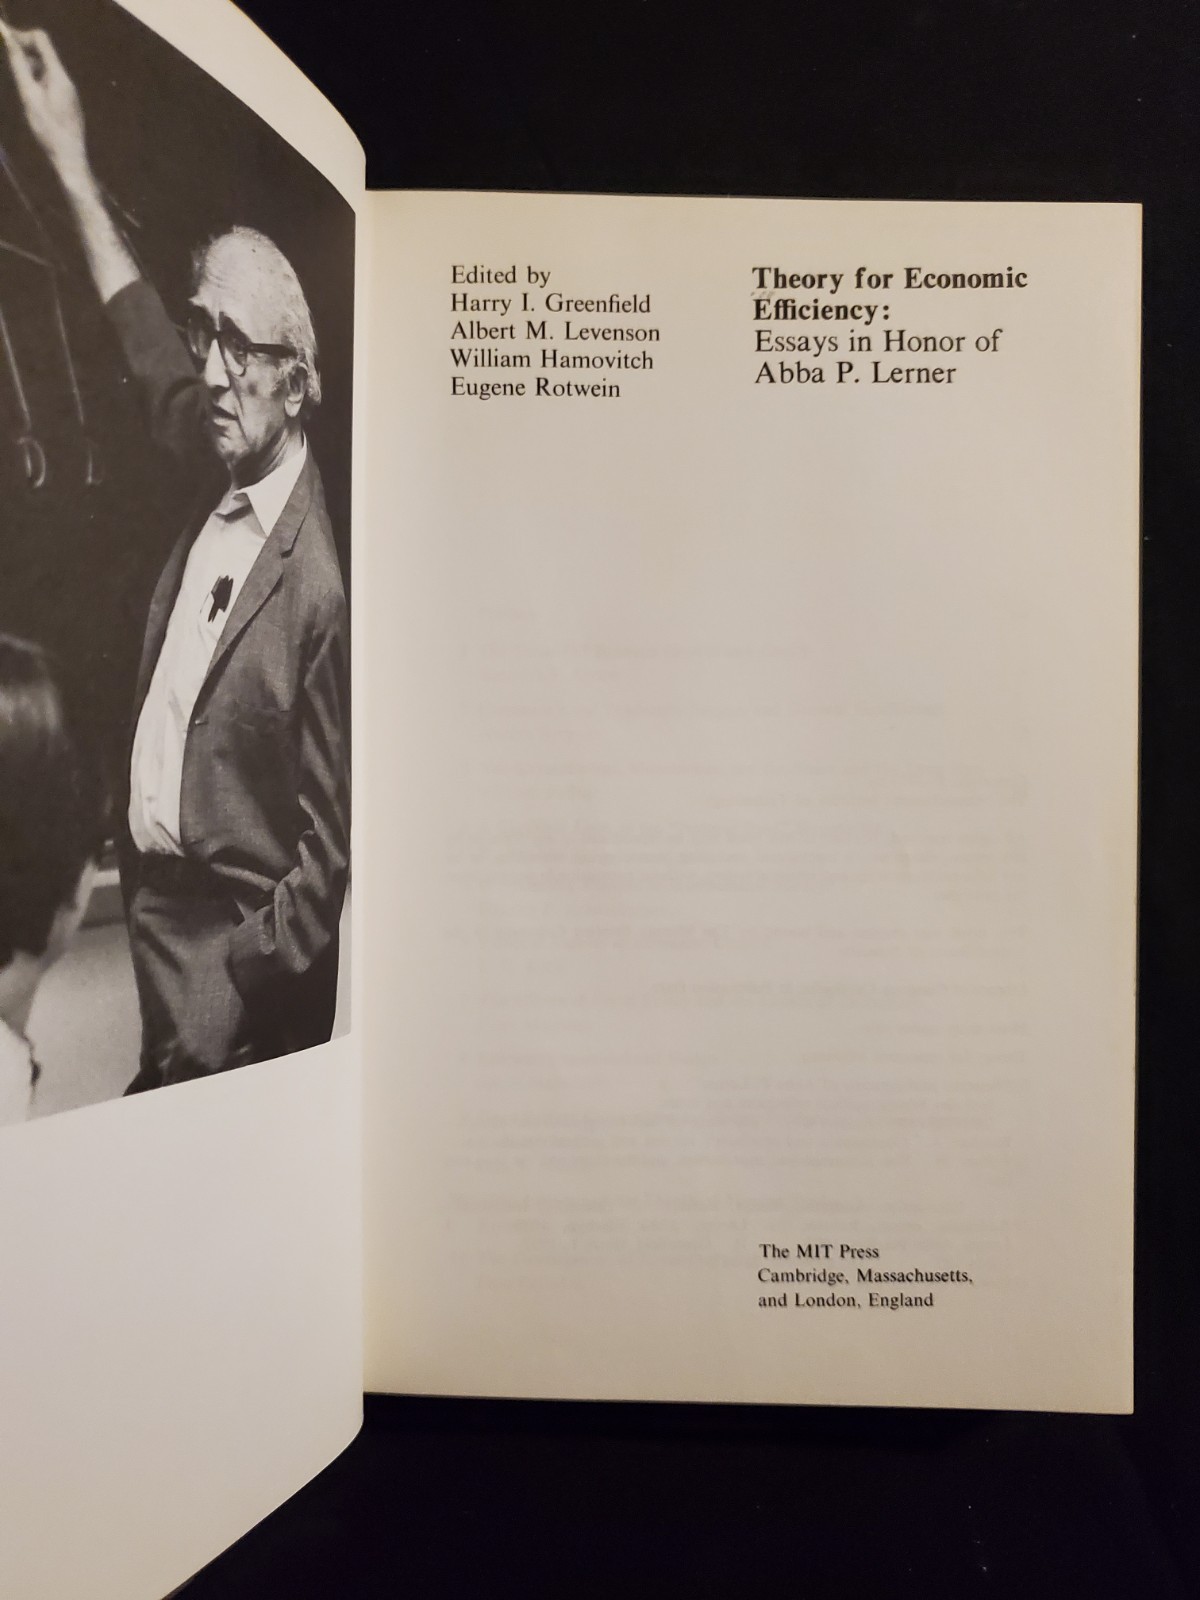 Edited by
Harry I. Greenfield
Albert M. Levenson
William Hamovitch
Eugene Rotwein
Theory for Economic
Efficiency:
Essays in Honor of
Abba P. Lerner
The MIT Press
Cambridge, Massachusetts,
and London, England